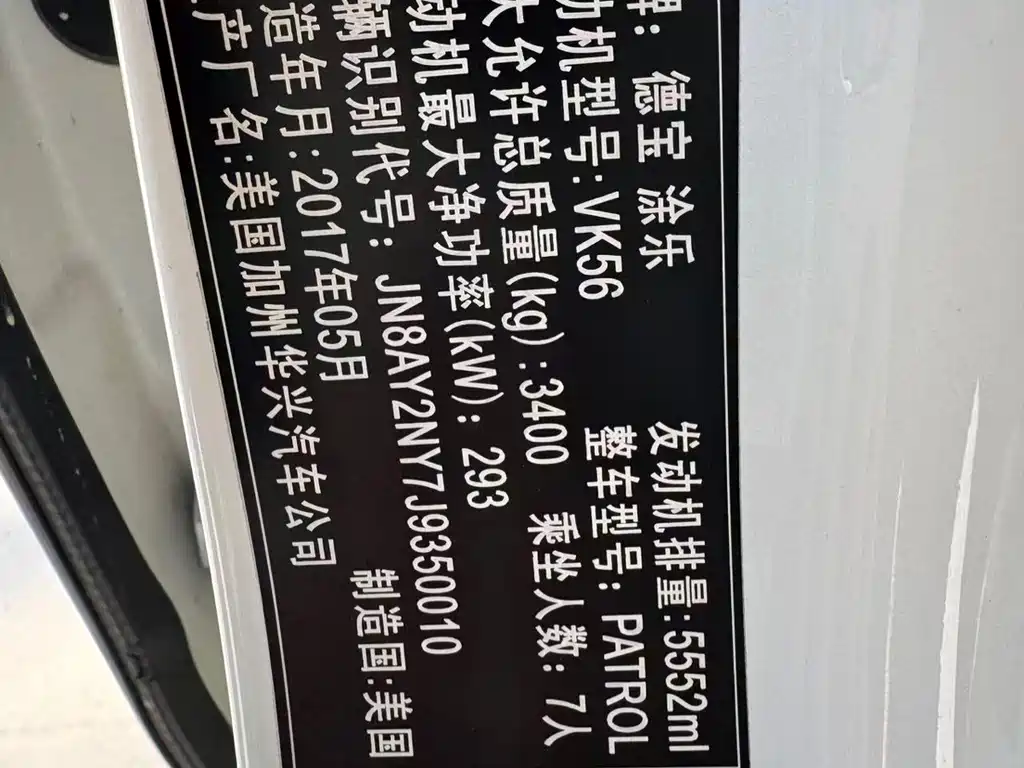 牌: 德宝 涂乐 发动机排量:5552ml
动机型号:VK56 整车型号: PATROL
大允许总质量(kg):3400 乘坐人数: 7人
动机最大净功率(kW): 293
辆识别代号: JN8AY2NY7J9350010
造年月:2017年05月 制造国:美国
产厂名:美国加州华兴汽车公司